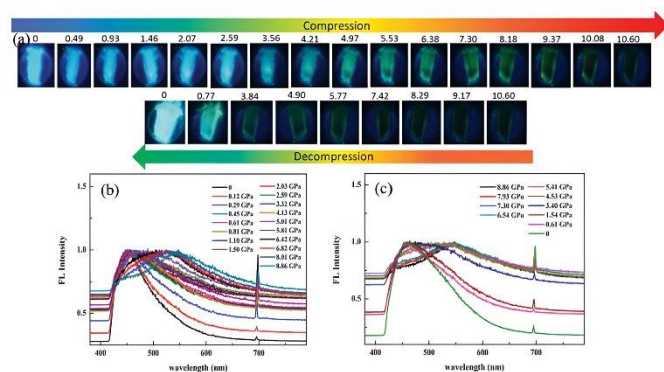 Compression
(a)
0 0.49 0.93 1.46 2.07 2.59 3.56 4.21 4.97 5.53 6.38 7.30 8.18 9.37 10.08 10.60
0 0.77 3.84 4.90 5.77 7.42 8.29 9.17 10.60
Decompression
(b)
FL Intensity
1.0
0.5
0 2.03 GPa
0.12 GPa 2.59 GPa
0.29 GPa 3.32 GPa
0.45 GPa 4.13 GPa
0.61 GPa 5.01 GPa
0.81 GPa 5.81 GPa
1.10 GPa 6.42 GPa
1.50 GPa 6.82 GPa
8.01 GPa
8.86 GPa
400 500 600 700
wavelength (nm)
(c)
FL Intensity
1.5
1.0
0.5
8.86 GPa 5.41 GPa
7.93 GPa 4.53 GPa
7.30 GPa 3.40 GPa
6.54 GPa 1.54 GPa
0.61 GPa
0
400 500 600 700
wavelength (nm)